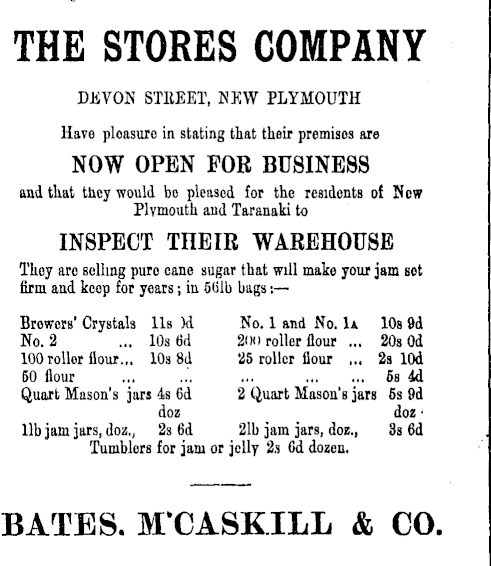 THE STORES COMPANY
DEVON STREET, NEW PLYMOUTH
Have pleasure in stating that their premises are
NOW OPEN FOR BUSINESS
and that they would be pleased for the residents of New
Plymouth and Taranaki to
INSPECT THEIR WAREHOUSE
They are selling pure cane sugar that will make your jam set
firm and keep for years; in 56lb bags:—
Brewers' Crystals 11s d No. 1 and No. 1A 10s 9d
No. 2 ... 10s 6d 200 roller flour ... 20s 0d
100 roller flour... 10s 8d 25 roller flour ... 2s 10d
50 flour ... ... ... ... ... 5s 4d
Quart Mason's jars 4s 6d 2 Quart Mason's jars 5s 9d
doz doz
1lb jam jars, doz., 2s 6d 2lb jam jars, doz., 3s 6d
Tumblers for jam or jelly 2s 6d dozen.
BATES, M'CASKILL & CO.